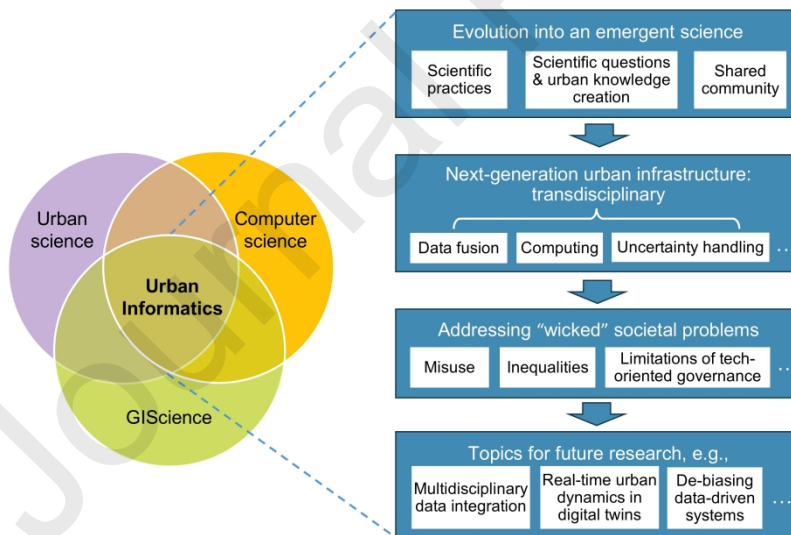 Journal
Urban
science
Computer
science
Urban
Informatics
GIScience
Evolution into an emergent science
Scientific
practices
Scientific questions
& urban knowledge
creation
Shared
community
Next-generation urban infrastructure:
transdisciplinary
Data fusion
Computing
Uncertainty handling
...
Addressing “wicked” societal problems
Misuse
Inequalities
Limitations of tech-
oriented governance
...
Topics for future research, e.g.,
Multidisciplinary
data integration
Real-time urban
dynamics in
digital twins
De-biasing
data-driven
systems
...